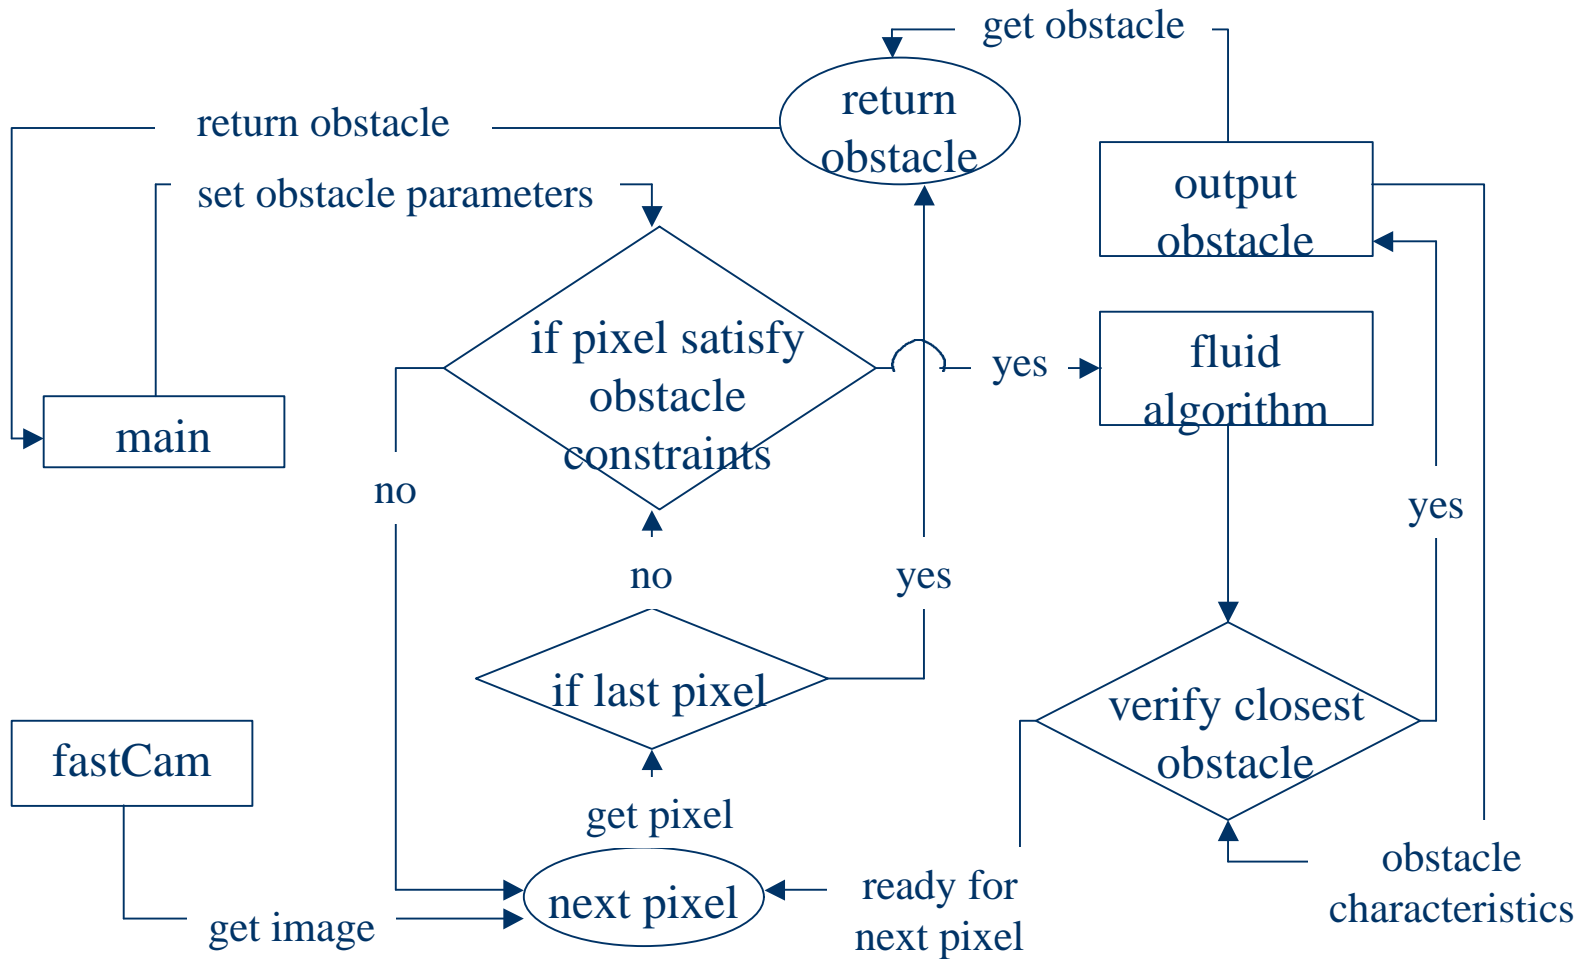 get obstacle
return
obstacle
return obstacle
set obstacle parameters
output
obstacle
if pixel satisfy
obstacle
constraints
yes
fluid
algorithm
main
no
yes
no
yes
if last pixel
verify closest
obstacle
fastCam
get pixel
obstacle
characteristics
ready for
next pixel
next pixel
get image